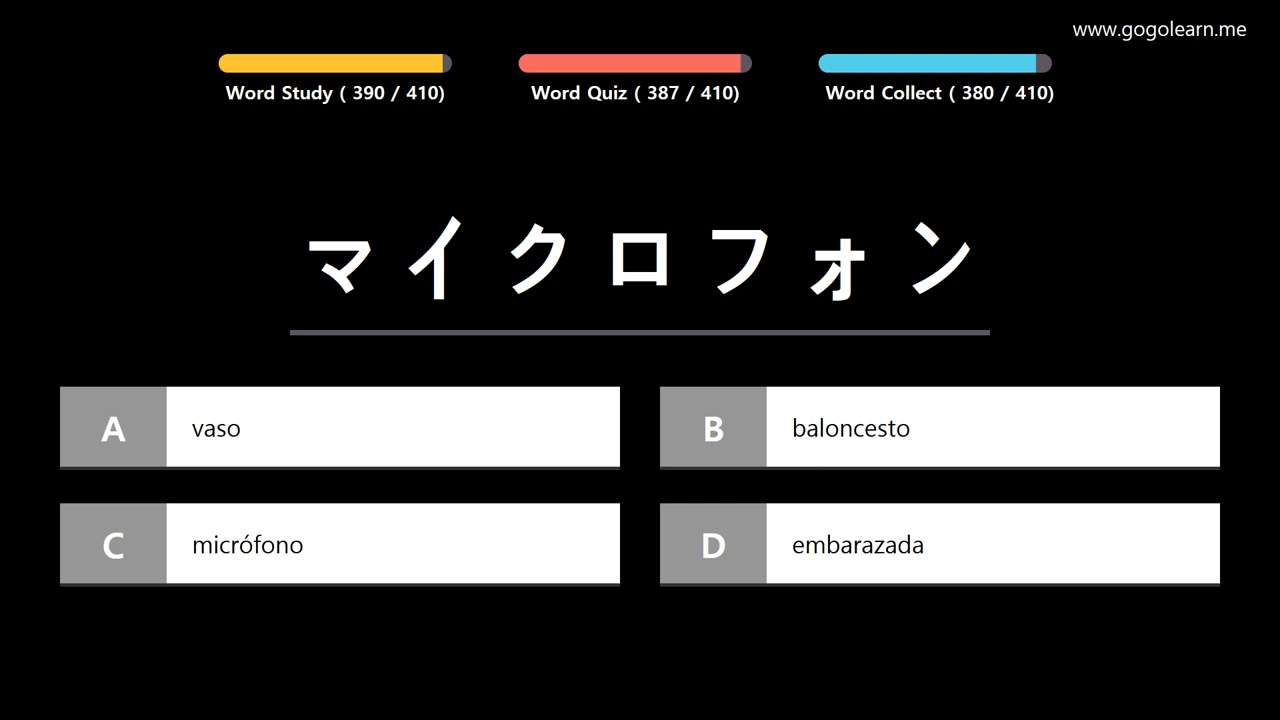 www.gogolearn.me
Word Study ( 390 / 410)
Word Quiz ( 387 / 410)
Word Collect ( 380 / 410)
マイクロフォン
A vaso
B baloncesto
C micrófono
D embarazada